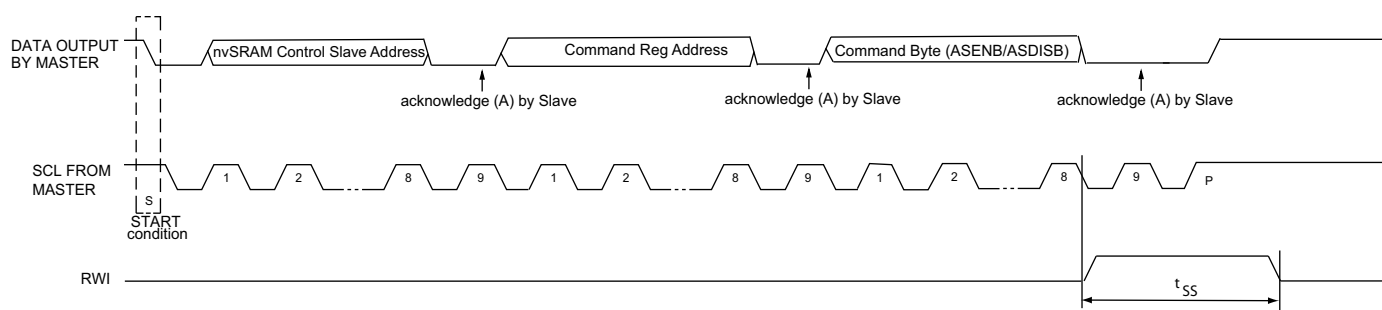 DATA OUTPUT
BY MASTER
nvSRAM Control Slave Address
Command Reg Address
Command Byte (ASENB/ASDISB)
acknowledge (A) by Slave
acknowledge (A) by Slave
acknowledge (A) by Slave
SCL FROM
MASTER
1 2 8 9 1 2 8 9 1 2 8 9
S
P
START
condition
RWI
tSS